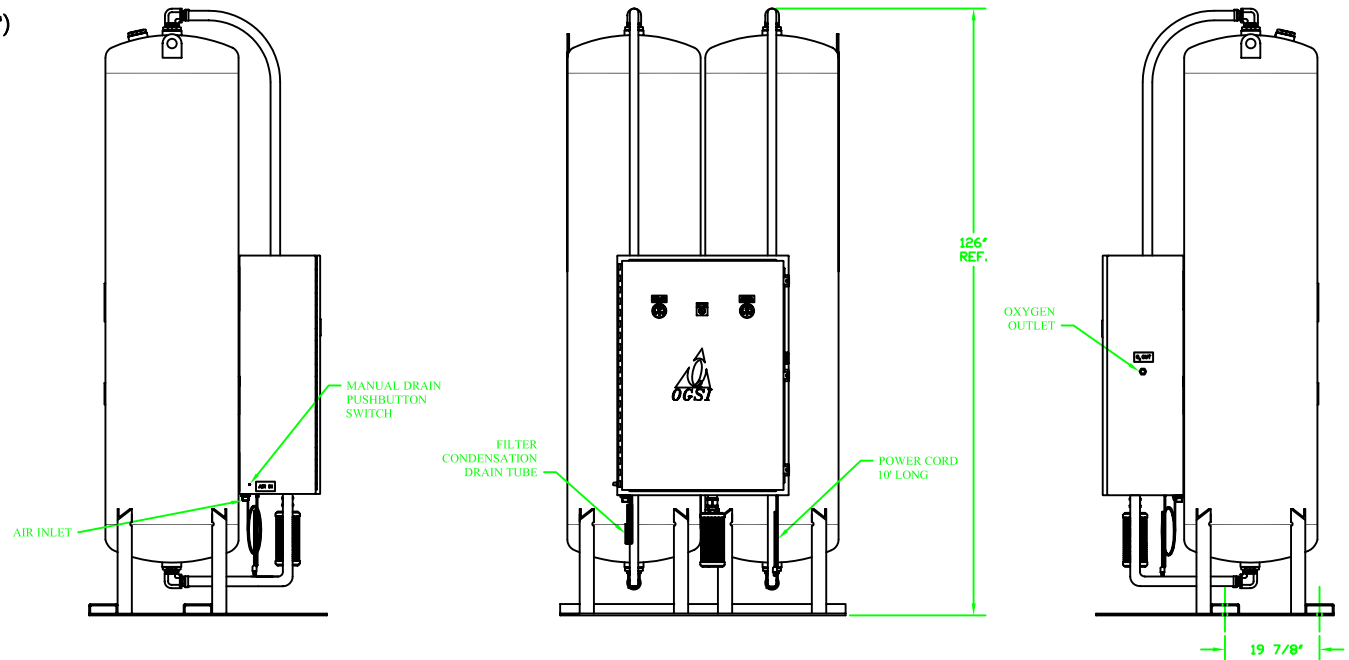 ")
MANUAL DRAIN
PUSHBUTTON
SWITCH
AIR IN
AIR INLET
FILTER
CONDENSATION
DRAIN TUBE
OGSI
POWER CORD
10' LONG
126"
REF.
OXYGEN
OUTLET
O₂ OUT
19 7/8"